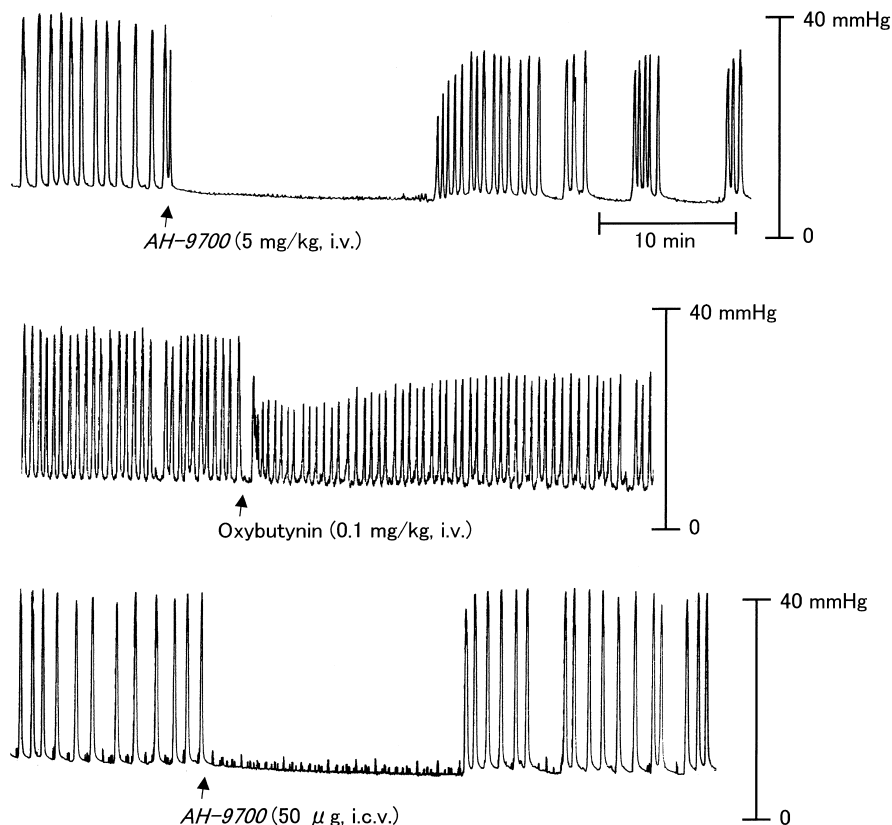 40 mmHg
0
AH-9700 (5 mg/kg, i.v.)
10 min
40 mmHg
0
Oxybutynin (0.1 mg/kg, i.v.)
40 mmHg
0
AH-9700 (50 μg, i.c.v.)